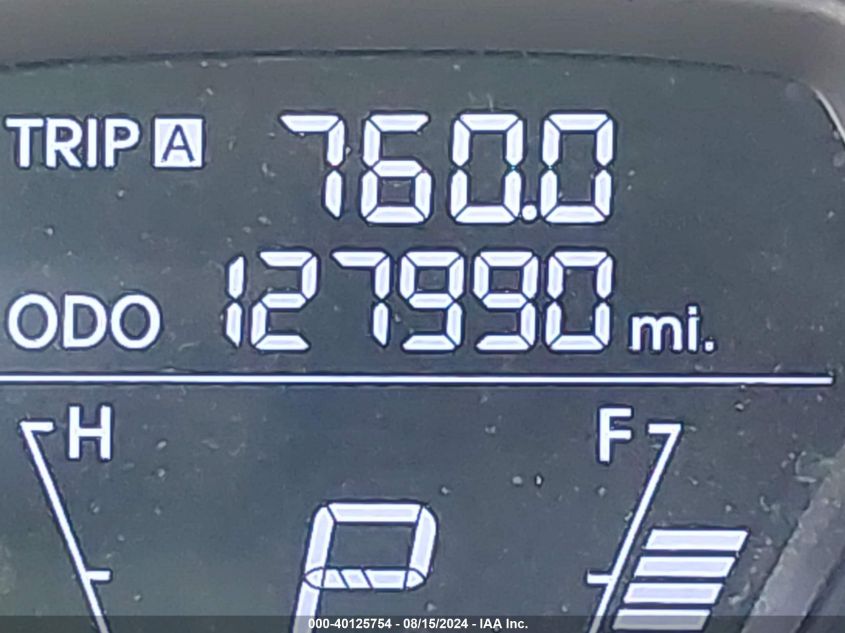 TRIP A 760.0
ODO 127990 mi.
H F
P
000-40125754 - 08/15/2024 - IAA Inc.